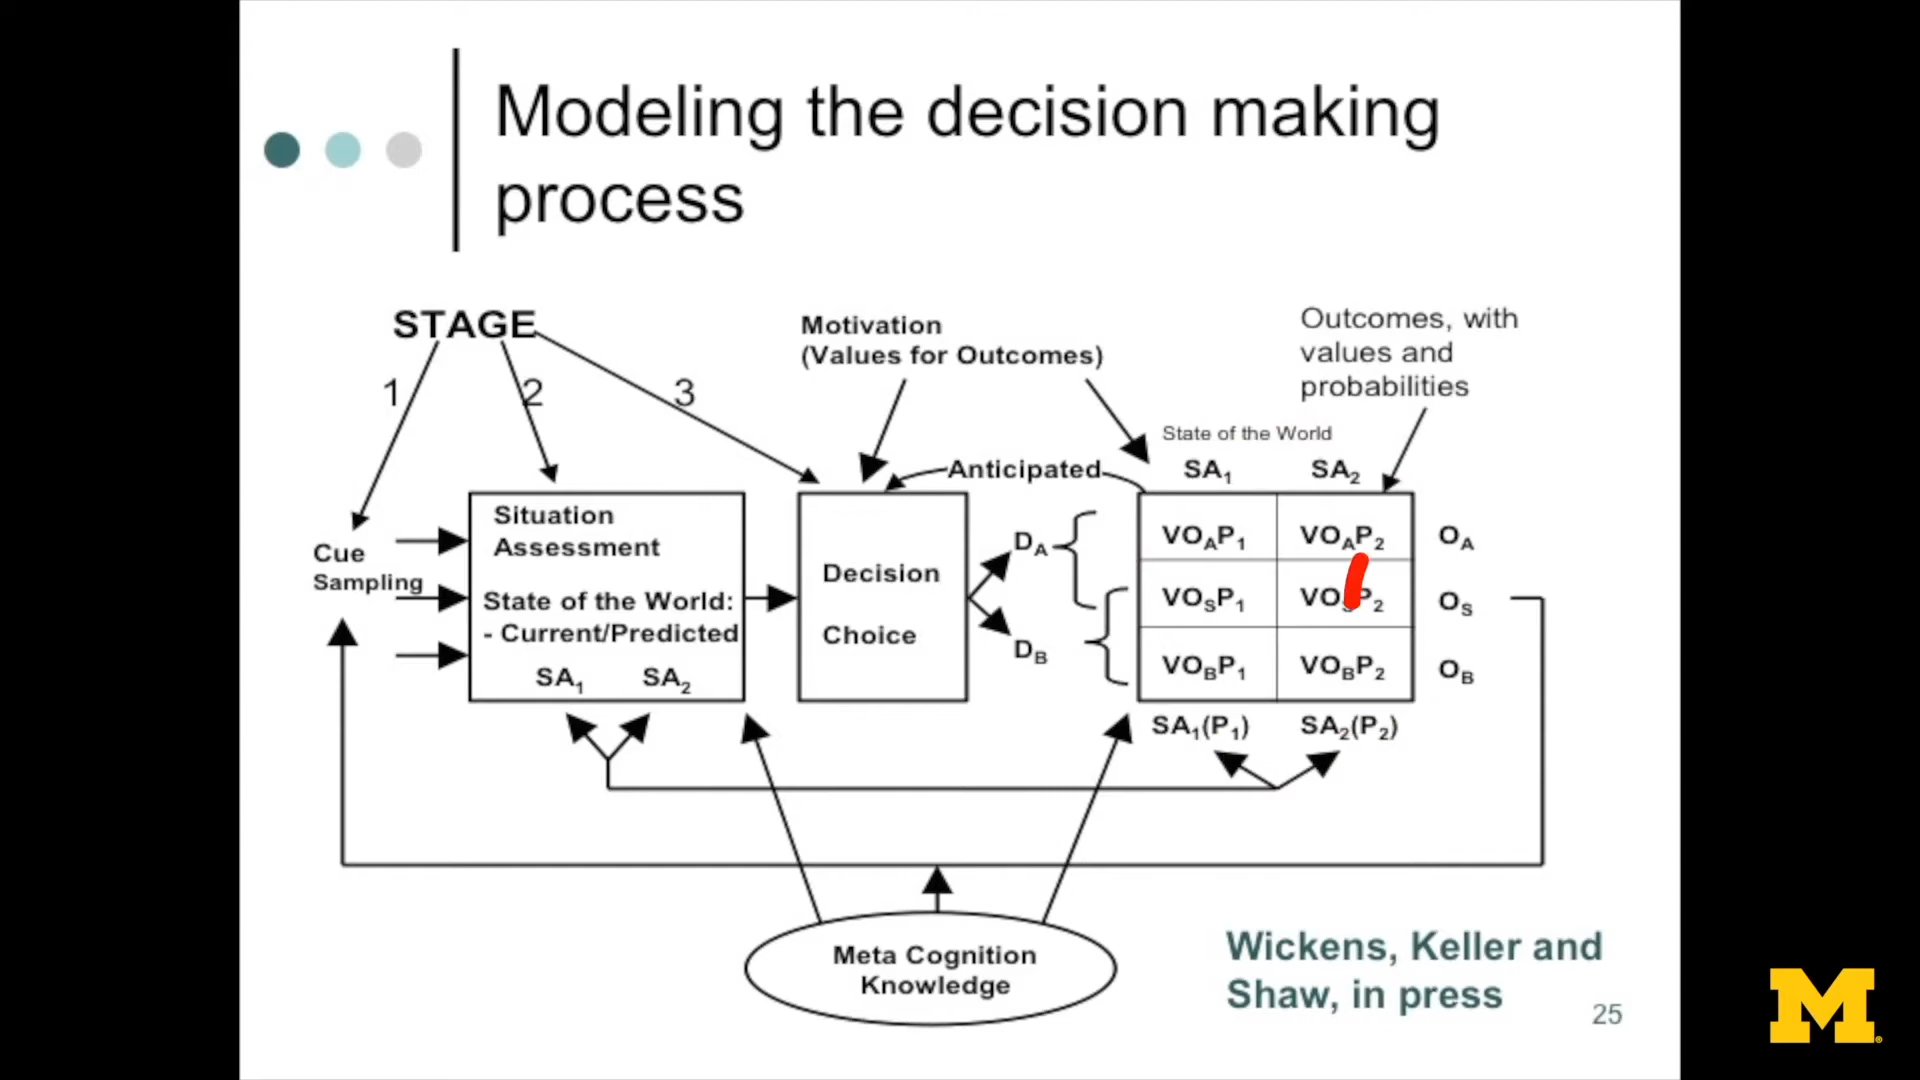 Modeling the decision making
process
STAGE
1
2
3
Motivation
(Values for Outcomes)
Outcomes, with
values and
probabilities
State of the World
SA1 SA2
Anticipated
Cue
Sampling
Situation
Assessment
State of the World:
- Current/Predicted
SA1 SA2
Decision
Choice
DA
DB
VOAP1 VOAP2 OA
VOSP1 VOSP2 OS
VOBP1 VOBP2 OB
SA1(P1) SA2(P2)
Meta Cognition
Knowledge
Wickens, Keller and
Shaw, in press
25
M